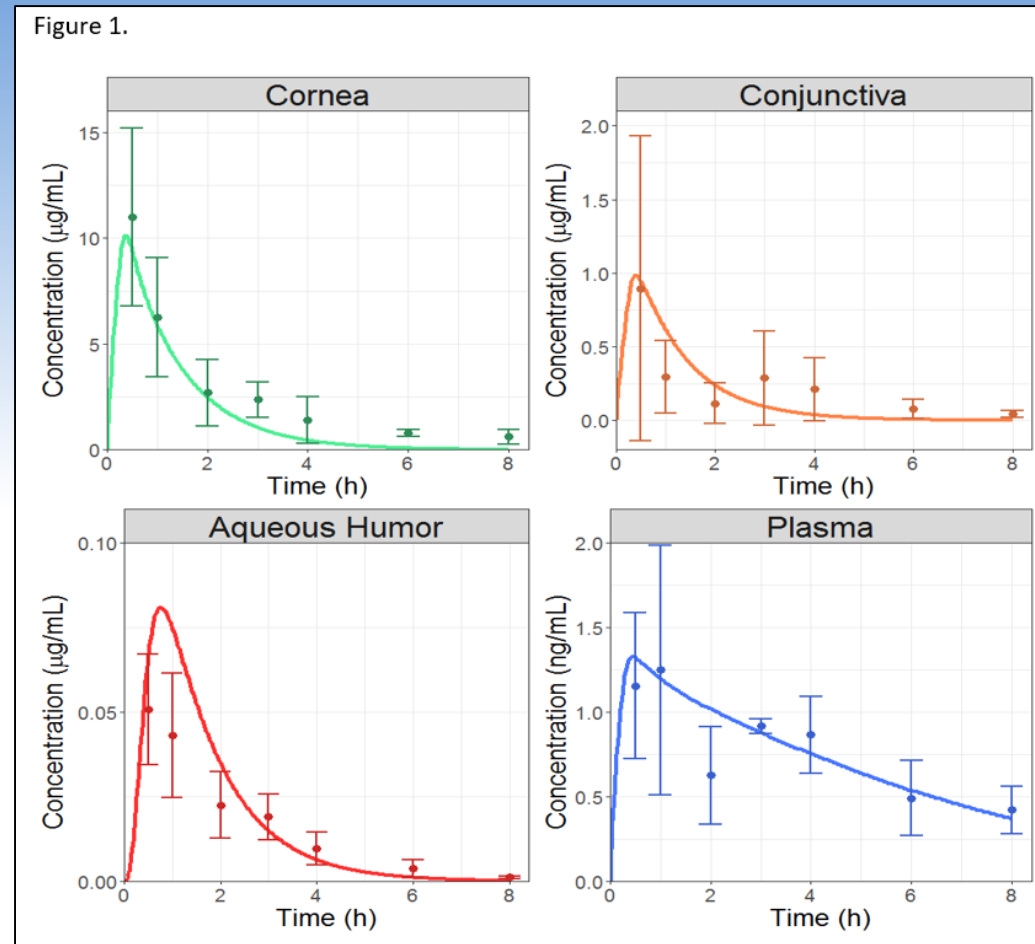 Figure 1.
Cornea
Concentration (μg/mL)
15
10
5
0
0 2 4 6 8
Time (h)
Conjunctiva
Concentration (μg/mL)
2.0
1.5
1.0
0.5
0.0
0 2 4 6 8
Time (h)
Aqueous Humor
Concentration (μg/mL)
0.10
0.05
0.00
0 2 4 6 8
Time (h)
Plasma
Concentration (ng/mL)
2.0
1.5
1.0
0.5
0.0
0 2 4 6 8
Time (h)